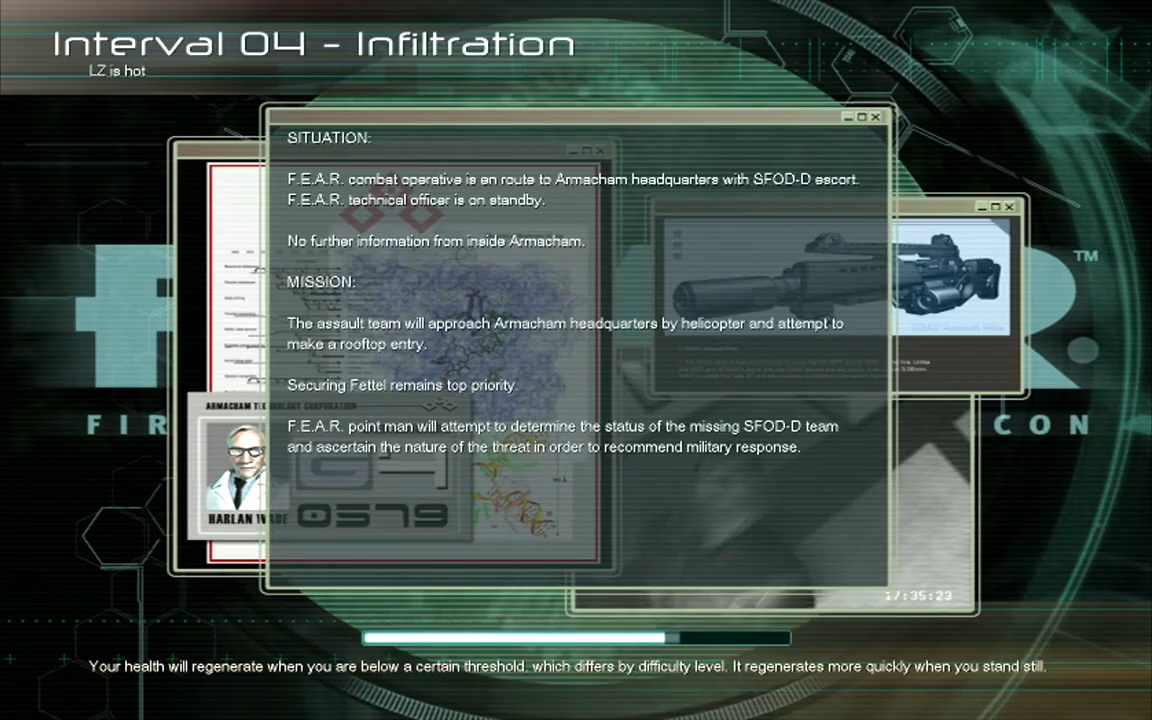 Interval 04 - Infiltration
LZ is hot
SITUATION:
F.E.A.R. combat operative is en route to Armacham headquarters with SFOD-D escort.
F.E.A.R. technical officer is on standby.
No further information from inside Armacham.
MISSION:
The assault team will approach Armacham headquarters by helicopter and attempt to
make a rooftop entry.
Securing Fettel remains top priority.
F.E.A.R. point man will attempt to determine the status of the missing SFOD-D team
and ascertain the nature of the threat in order to recommend military response.
ARMACHAM TECHNOLOGY CORPORATION
HARLAN WADE
0579
TM
FIR
CON
17:35:23
Your health will regenerate when you are below a certain threshold, which differs by difficulty level. It regenerates more quickly when you stand still.